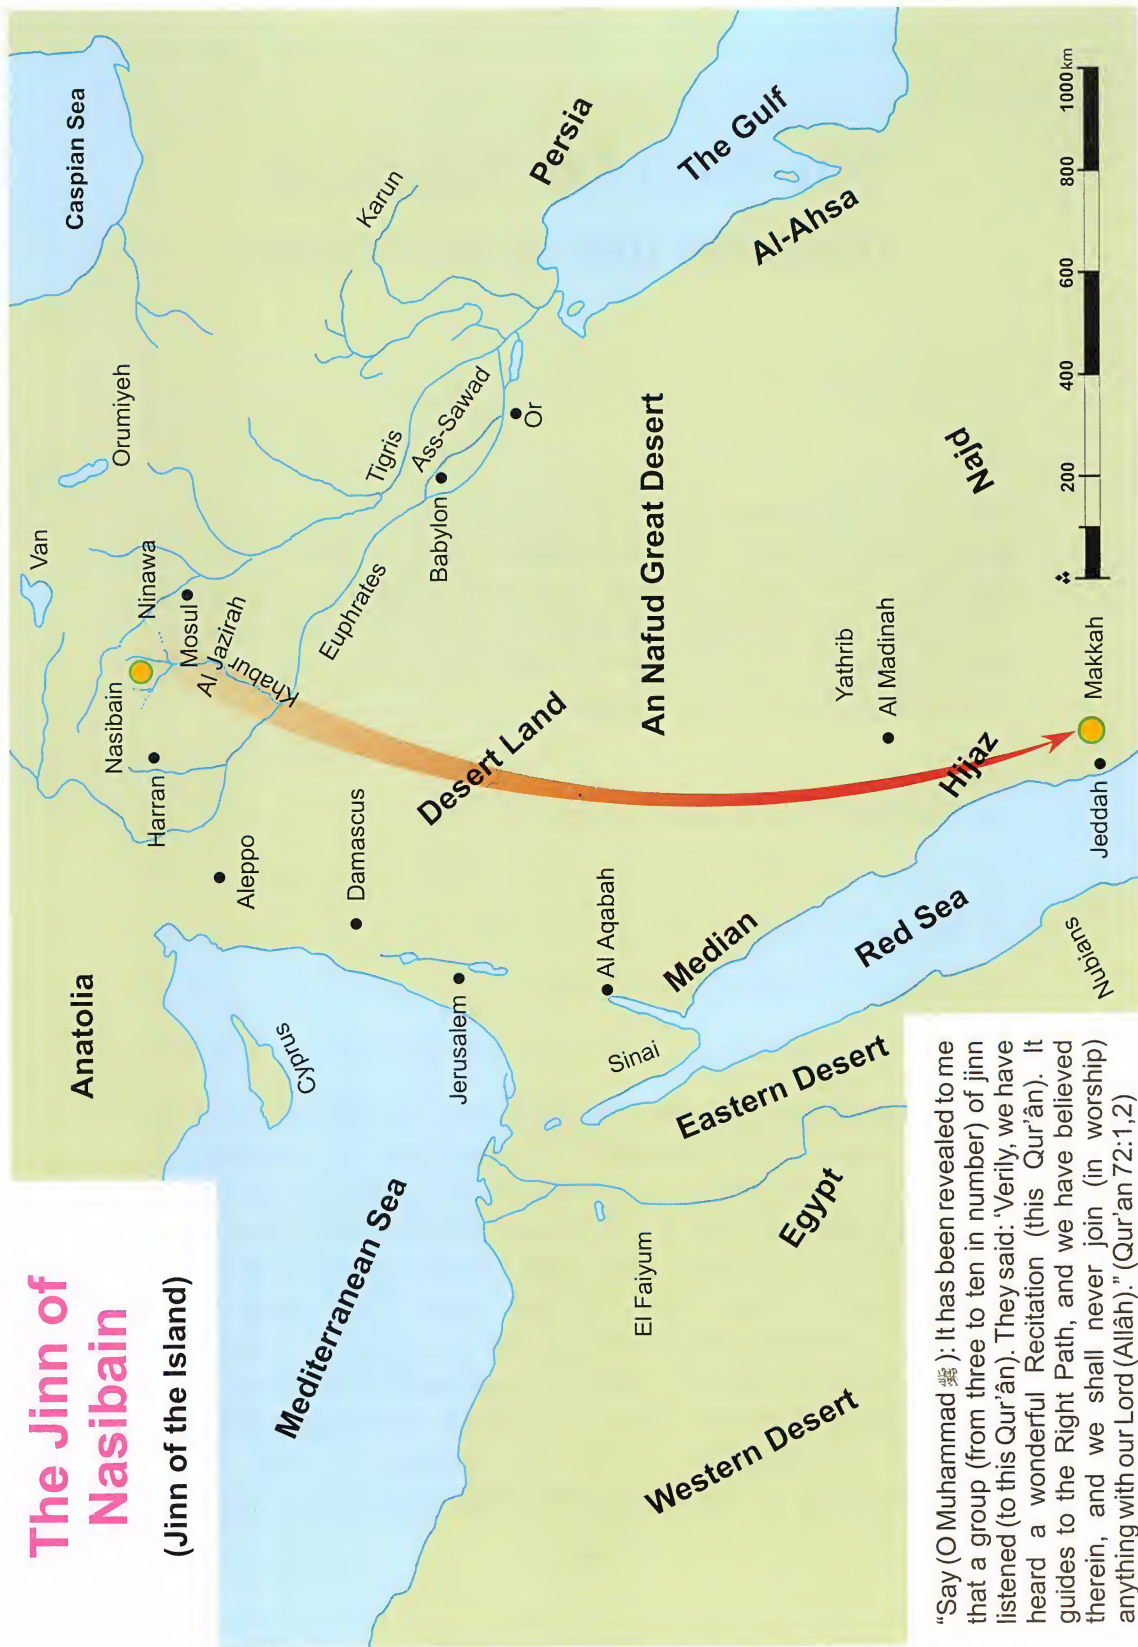 The Jinn of
Nasibain
(Jinn of the Island)
Anatolia
Caspian Sea
Van
Orumiyeh
Nasibain
Ninawa
Mosul
Harran
Al Jazirah
Khabur
Aleppo
Cyprus
Damascus
Euphrates
Tigris
Ass-Sawad
Karun
Babylon
Or
Persia
Mediterranean Sea
Jerusalem
Desert Land
The Gulf
Al Aqabah
Sinai
An Nafud Great Desert
El Faiyum
Median
Al-Ahsa
Eastern Desert
Egypt
Western Desert
Yathrib
Al Madinah
Red Sea
Hijaz
Najd
Nubians
Jeddah
Makkah
200
400
600
800
1000 km
“Say (O Muhammad ﷺ ): It has been revealed to me
that a group (from three to ten in number) of jinn
listened (to this Qur’ân). They said: ‘Verily, we have
heard a wonderful Recitation (this Qur’ân). It
guides to the Right Path, and we have believed
therein, and we shall never join (in worship)
anything with our Lord (Allâh).” (Qur’an 72:1,2)